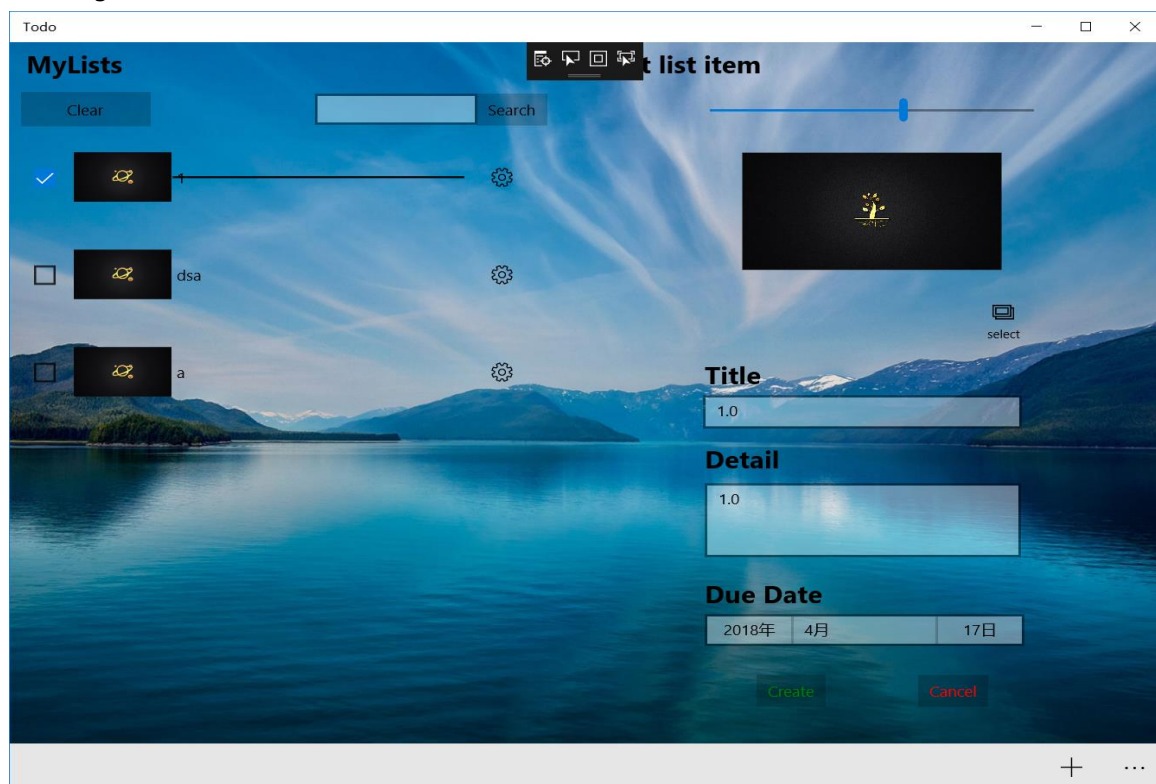 Todo
MyLists
t list item
Clear
Search
1
dsa
a
select
Title
1.0
Detail
1.0
Due Date
2018年 4月 17日
Create Cancel